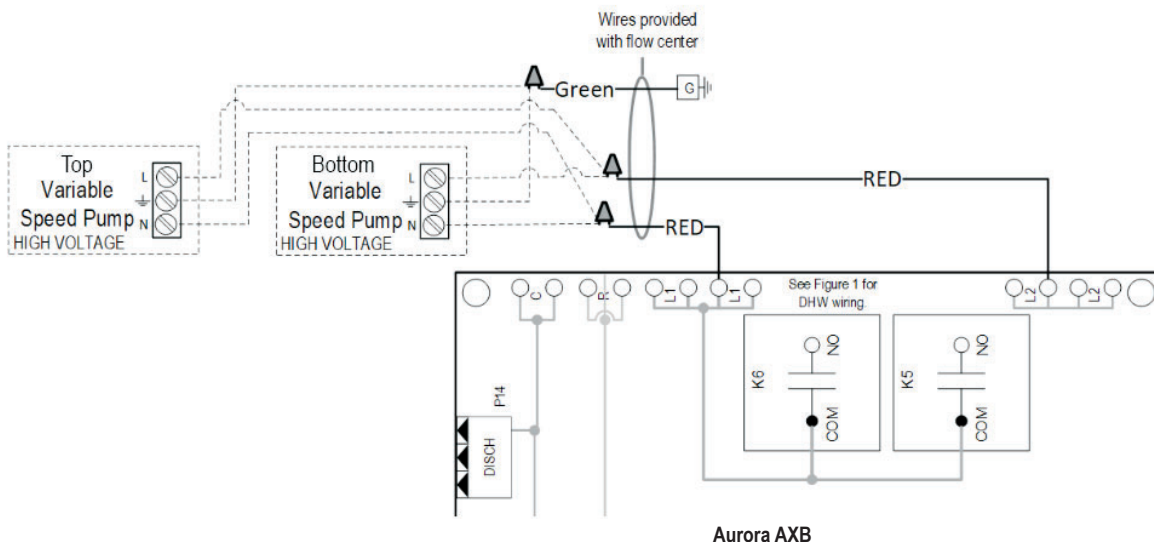 Wires provided
with flow center
Green
G
Top
Variable
Speed Pump
HIGH VOLTAGE
L
N
Bottom
Variable
Speed Pump
HIGH VOLTAGE
L
N
RED
RED
C
R
L1
L1
See Figure 1 for
DHW wiring.
L2
L2
K6
NO
COM
K5
NO
COM
P14
DISCH
Aurora AXB